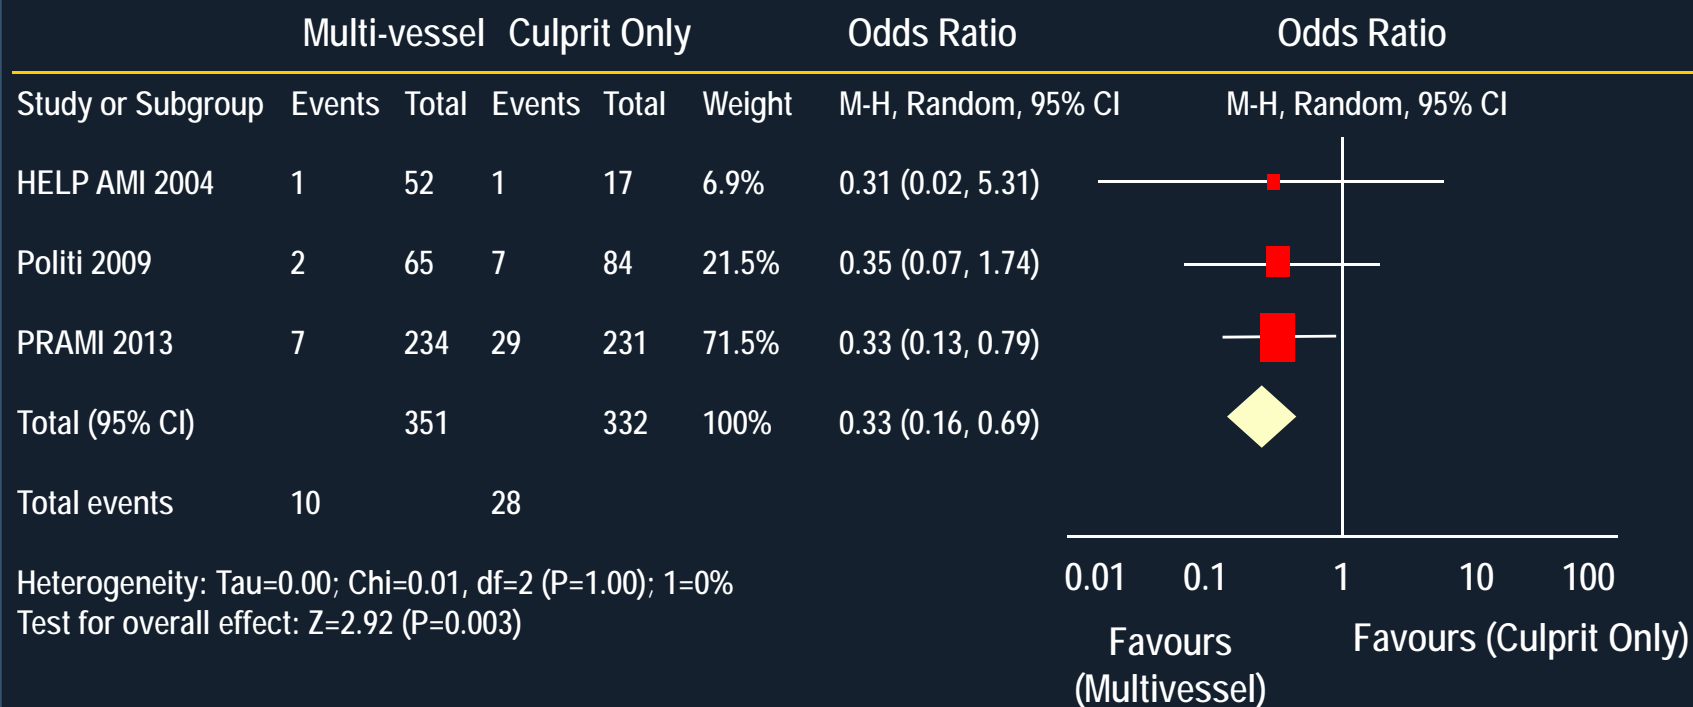 Multi-vessel Culprit Only Odds Ratio Odds Ratio
Study or Subgroup Events Total Events Total Weight M-H, Random, 95% CI M-H, Random, 95% CI
HELP AMI 2004 1 52 1 17 6.9% 0.31 (0.02, 5.31)
Politi 2009 2 65 7 84 21.5% 0.35 (0.07, 1.74)
PRAMI 2013 7 234 29 231 71.5% 0.33 (0.13, 0.79)
Total (95% CI) 351 332 100% 0.33 (0.16, 0.69)
Total events 10 28
Heterogeneity: Tau=0.00; Chi=0.01, df=2 (P=1.00); 1=0%
Test for overall effect: Z=2.92 (P=0.003)
0.01 0.1 1 10 100
Favours
(Multivessel)
Favours (Culprit Only)